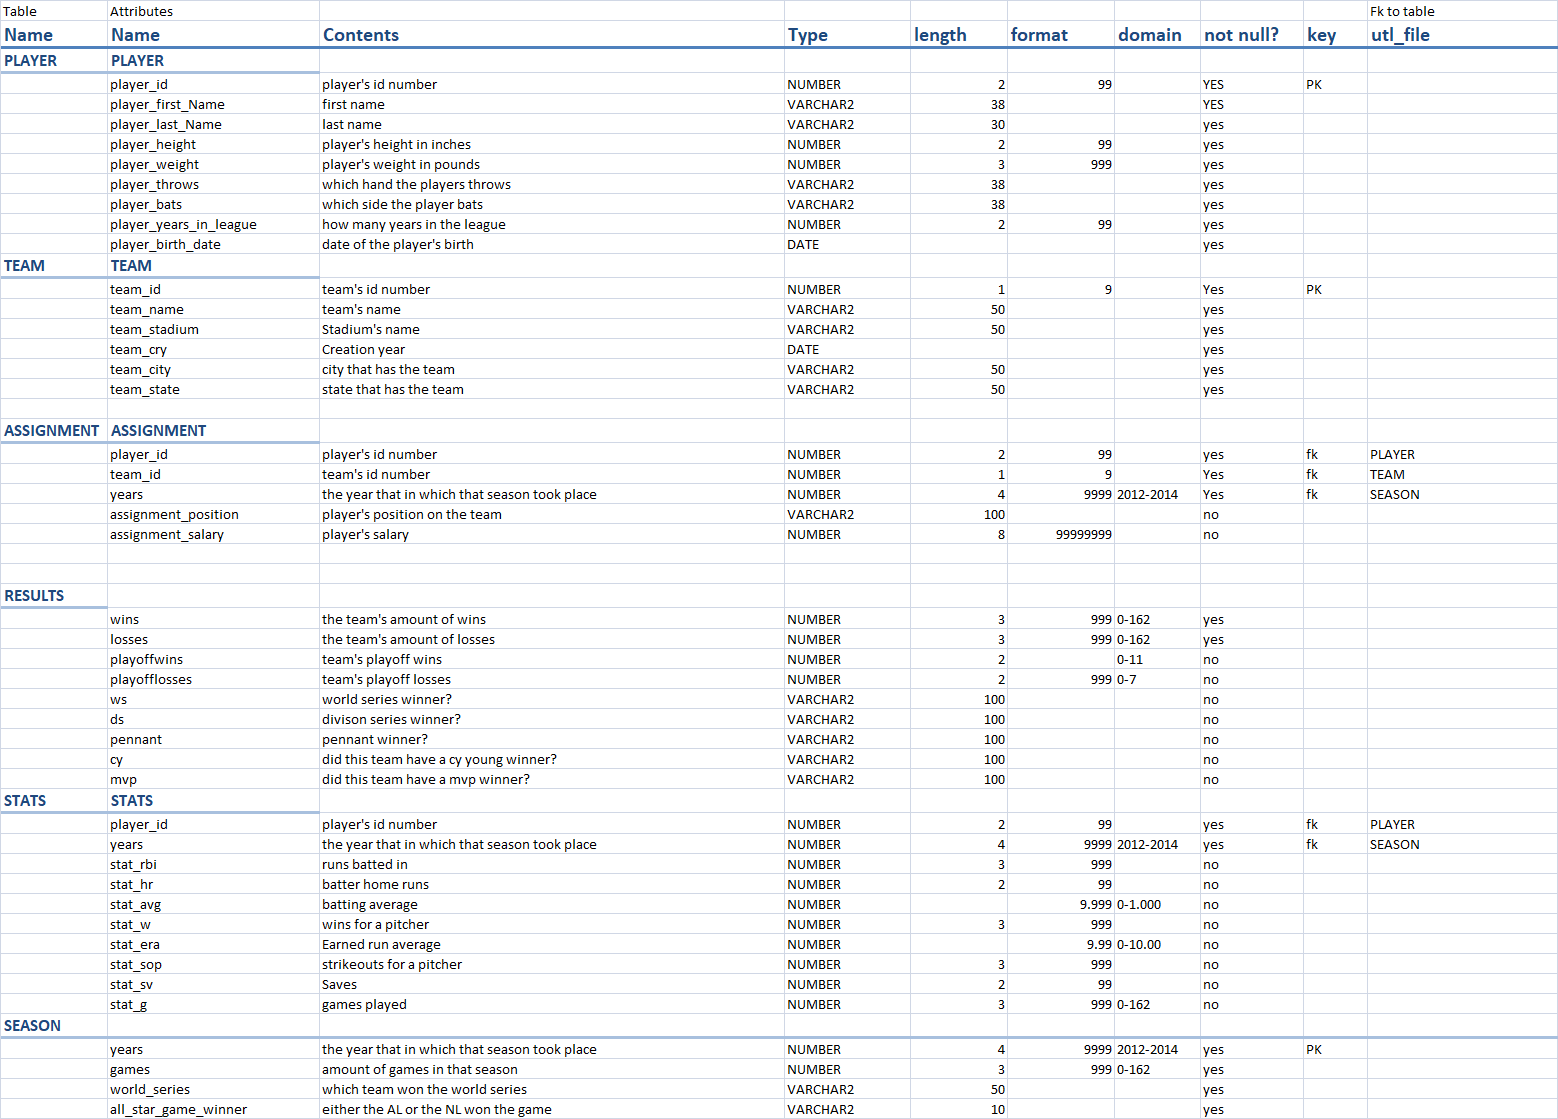 Table Attributes Fk to table
Name Name Contents Type length format domain not null? key utl_file
PLAYER PLAYER
player_id player's id number NUMBER 2 99 YES PK
player_first_Name first name VARCHAR2 38 YES
player_last_Name last name VARCHAR2 30 yes
player_height player's height in inches NUMBER 2 99 yes
player_weight player's weight in pounds NUMBER 3 999 yes
player_throws which hand the players throws VARCHAR2 38 yes
player_bats which side the player bats VARCHAR2 38 yes
player_years_in_league how many years in the league NUMBER 2 99 yes
player_birth_date date of the player's birth DATE yes
TEAM TEAM
team_id team's id number NUMBER 1 9 Yes PK
team_name team's name VARCHAR2 50 yes
team_stadium Stadium's name VARCHAR2 50 yes
team_cry Creation year DATE yes
team_city city that has the team VARCHAR2 50 yes
team_state state that has the team VARCHAR2 50 yes
ASSIGNMENT ASSIGNMENT
player_id player's id number NUMBER 2 99 yes fk PLAYER
team_id team's id number NUMBER 1 9 Yes fk TEAM
years the year that in which that season took place NUMBER 4 9999 2012-2014 Yes fk SEASON
assignment_position player's position on the team VARCHAR2 100 no
assignment_salary player's salary NUMBER 8 99999999 no
RESULTS
wins the team's amount of wins NUMBER 3 999 0-162 yes
losses the team's amount of losses NUMBER 3 999 0-162 yes
playoffwins team's playoff wins NUMBER 2 0-11 no
playofflosses team's playoff losses NUMBER 2 999 0-7 no
ws world series winner? VARCHAR2 100 no
ds divison series winner? VARCHAR2 100 no
pennant pennant winner? VARCHAR2 100 no
cy did this team have a cy young winner? VARCHAR2 100 no
mvp did this team have a mvp winner? VARCHAR2 100 no
STATS STATS
player_id player's id number NUMBER 2 99 yes fk PLAYER
years the year that in which that season took place NUMBER 4 9999 2012-2014 yes fk SEASON
stat_rbi runs batted in NUMBER 3 999 no
stat_hr batter home runs NUMBER 2 99 no
stat_avg batting average NUMBER 9.999 0-1.000 no
stat_w wins for a pitcher NUMBER 3 999 no
stat_era Earned run average NUMBER 9.99 0-10.00 no
stat_sop strikeouts for a pitcher NUMBER 3 999 no
stat_sv Saves NUMBER 2 99 no
stat_g games played NUMBER 3 999 0-162 no
SEASON
years the year that in which that season took place NUMBER 4 9999 2012-2014 yes PK
games amount of games in that season NUMBER 3 999 0-162 yes
world_series which team won the world series VARCHAR2 50 yes
all_star_game_winner either the AL or the NL won the game VARCHAR2 10 yes